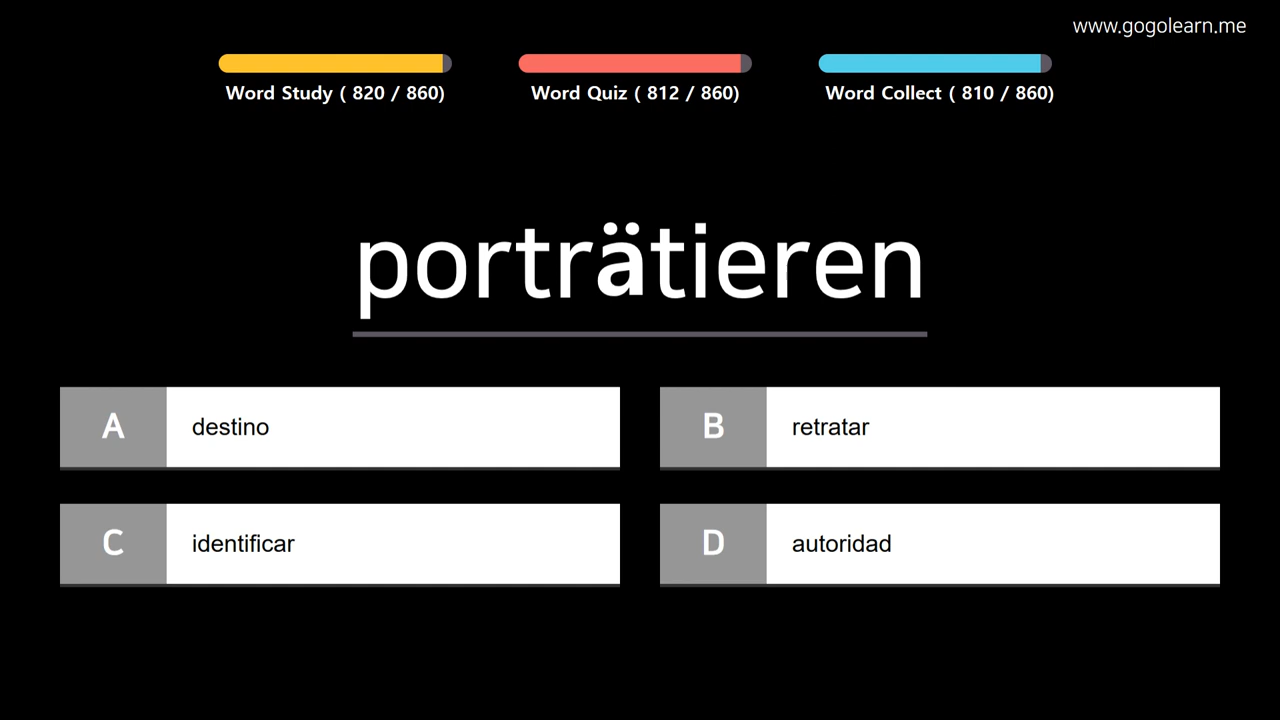 www.gogolearn.me
Word Study ( 820 / 860)
Word Quiz ( 812 / 860)
Word Collect ( 810 / 860)
porträtieren
A destino
B retratar
C identificar
D autoridad